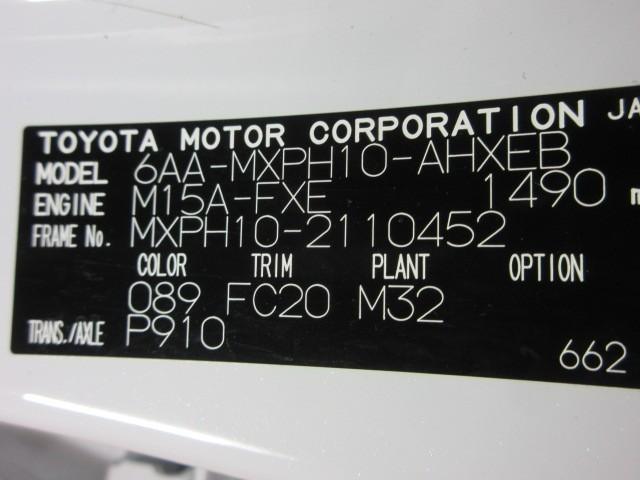 TOYOTA MOTOR CORPORATION JA
MODEL 6AA-MXPH10-AHXEB
ENGINE M15A-FXE 1490 m
FRAME No. MXPH10-2110452
COLOR TRIM PLANT OPTION
089 FC20 M32
TRANS./AXLE P910
662